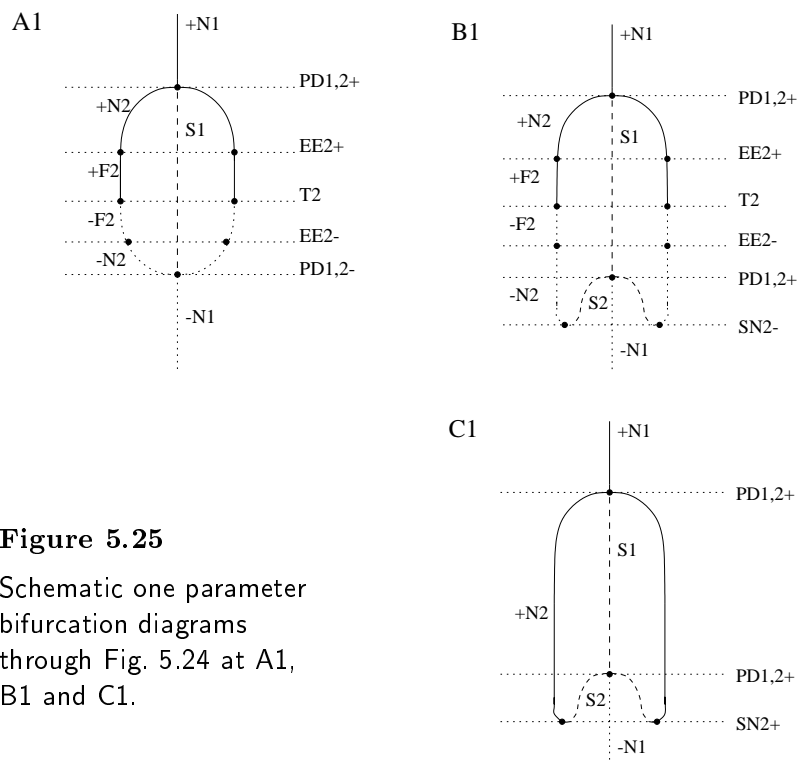 A1
+N1
PD1,2+
+N2
S1
EE2+
+F2
T2
-F2
EE2-
-N2
PD1,2-
-N1
B1
+N1
PD1,2+
+N2
S1
EE2+
+F2
T2
-F2
EE2-
PD1,2+
-N2
S2
SN2-
-N1
C1
+N1
PD1,2+
S1
+N2
PD1,2+
S2
SN2+
-N1
Figure 5.25
Schematic one parameter
bifurcation diagrams
through Fig. 5.24 at A1,
B1 and C1.